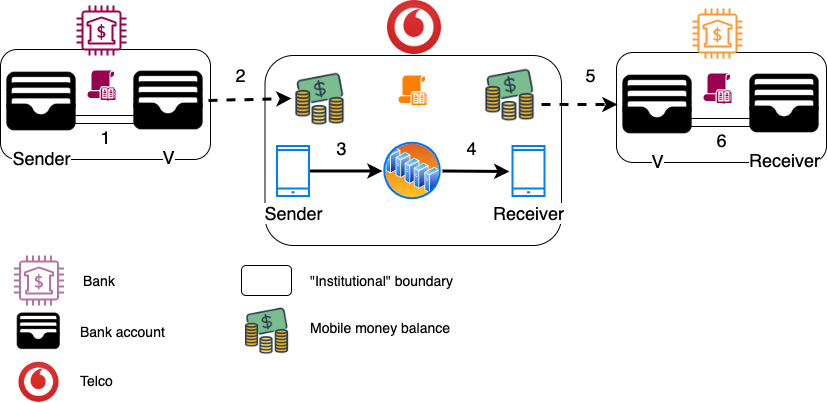 2
5
1
3
4
6
Sender
V
Sender
Receiver
V
Receiver
Bank
"Institutional" boundary
Bank account
Mobile money balance
Telco